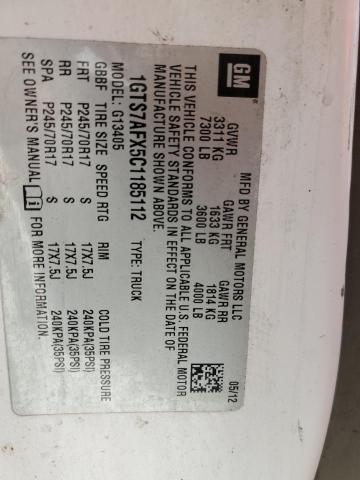 GM
MFD BY GENERAL MOTORS LLC 05/12
GVWR GAWR FRT GAWR RR
3311 KG 1633 KG 1814 KG
7300 LB 3600 LB 4000 LB
THIS VEHICLE CONFORMS TO ALL APPLICABLE U.S. FEDERAL MOTOR
VEHICLE SAFETY STANDARDS IN EFFECT ON THE DATE OF
MANUFACTURE SHOWN ABOVE.
1GTS7AFX5C1185112 TYPE: TRUCK
MODEL: G13405
GBBF TIRE SIZE SPEED RTG RIM COLD TIRE PRESSURE
FRT P245/70R17 S 17X7.5J 240KPA(35PSI)
RR P245/70R17 S 17X7.5J 240KPA(35PSI)
SPA P245/70R17 S 17X7.5J 240KPA(35PSI)
SEE OWNER'S MANUAL FOR MORE INFORMATION.